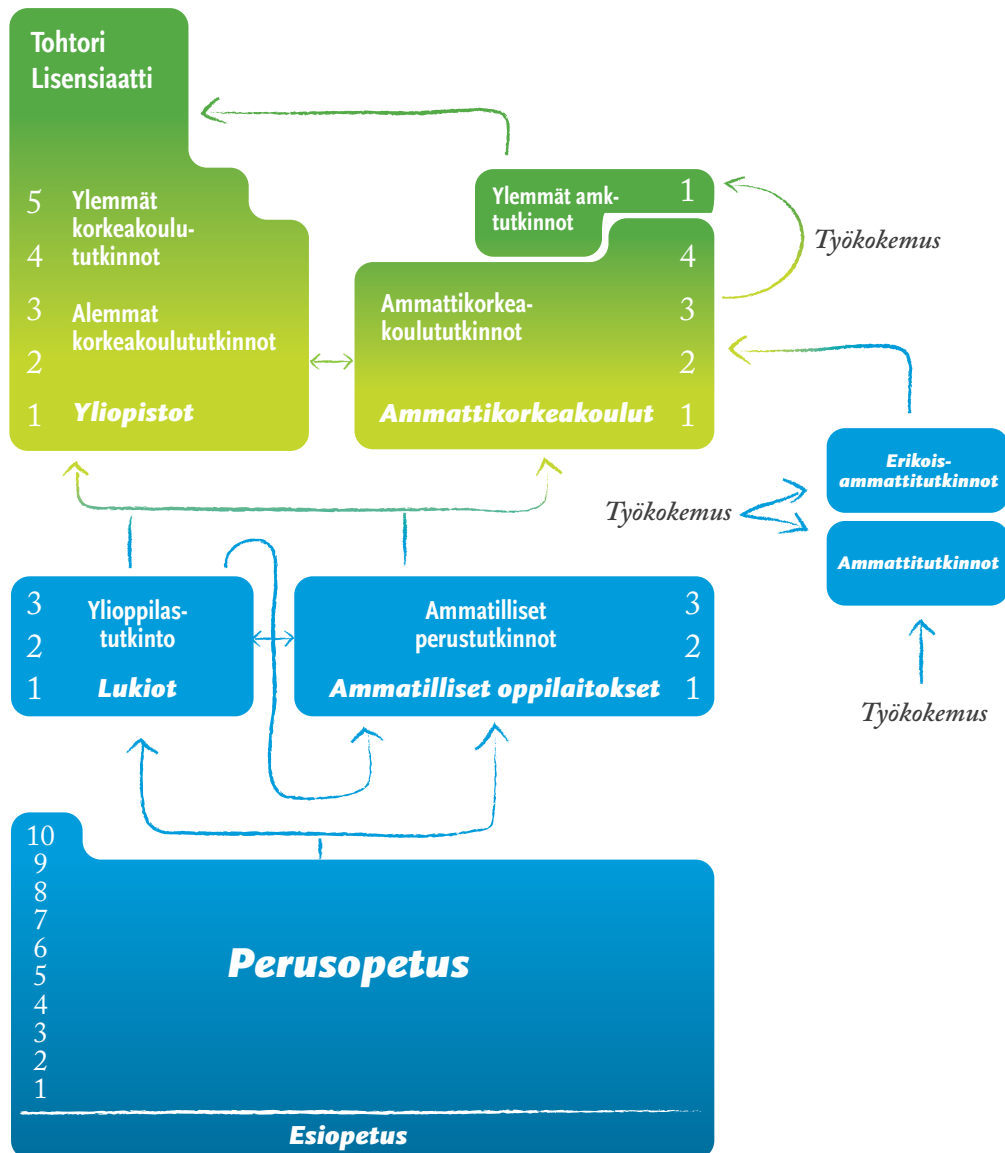 Tohtori
Lisensiaatti
5 Ylemmät
korkeakoulu-
4 tutkinnot
3 Alemmat
korkeakoulututkinnot
2
1 Yliopistot
Ylemmät amk- 1
tutkinnot
4
Ammattikorkea- 3
koulututkinnot
2
Ammattikorkeakoulut 1
Työkokemus
Erikois-
ammattitutkinnot
Työkokemus
Ammattitutkinnot
Työkokemus
3 Ylioppilas-
2 tutkinto
1 Lukiot
Ammatilliset 3
perustutkinnot 2
Ammatilliset oppilaitokset 1
10
9
8
7
6
5
4
3
2
1
Perusopetus
Esiopetus